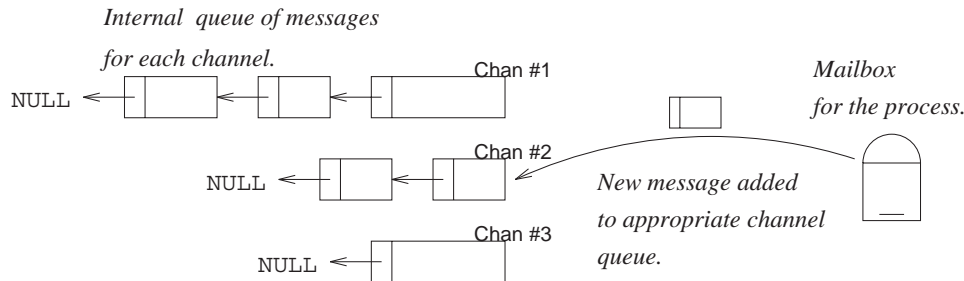 Internal queue of messages
for each channel.
Chan #1
NULL
Mailbox
for the process.
Chan #2
NULL
New message added
to appropriate channel
queue.
Chan #3
NULL